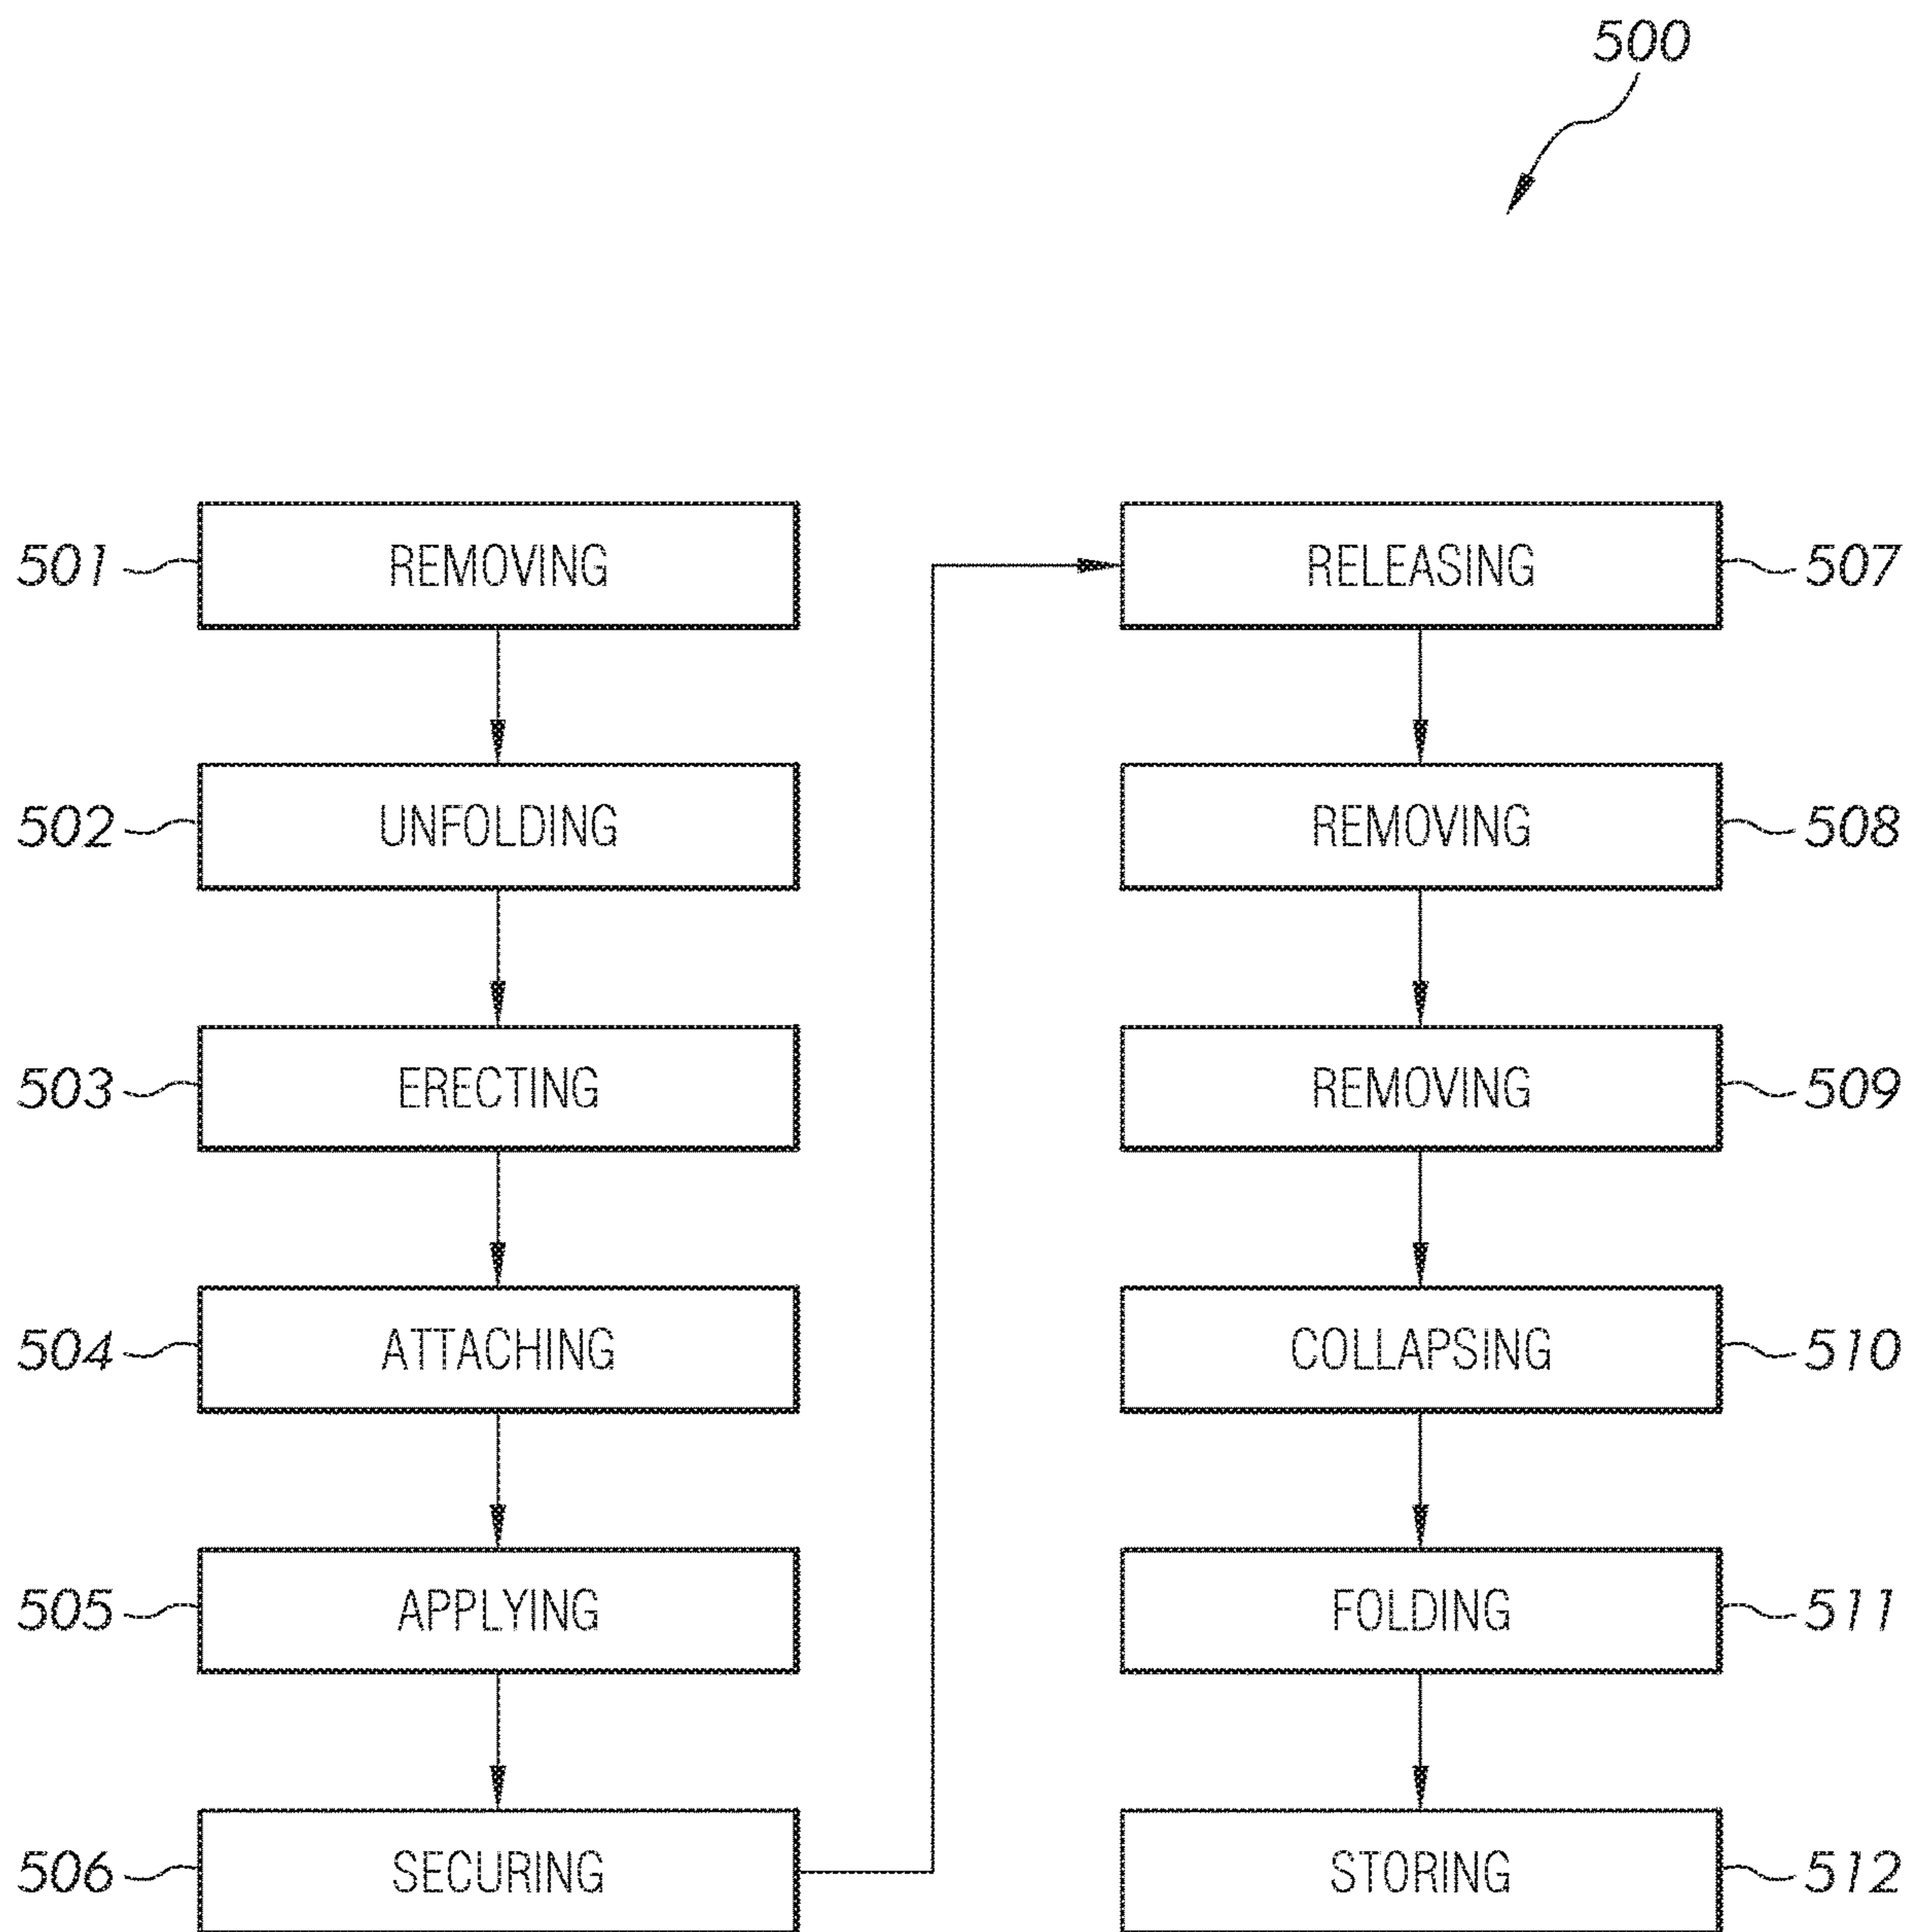 500
501 REMOVING
502 UNFOLDING
503 ERECTING
504 ATTACHING
505 APPLYING
506 SECURING
RELEASING 507
REMOVING 508
REMOVING 509
COLLAPSING 510
FOLDING 511
STORING 512